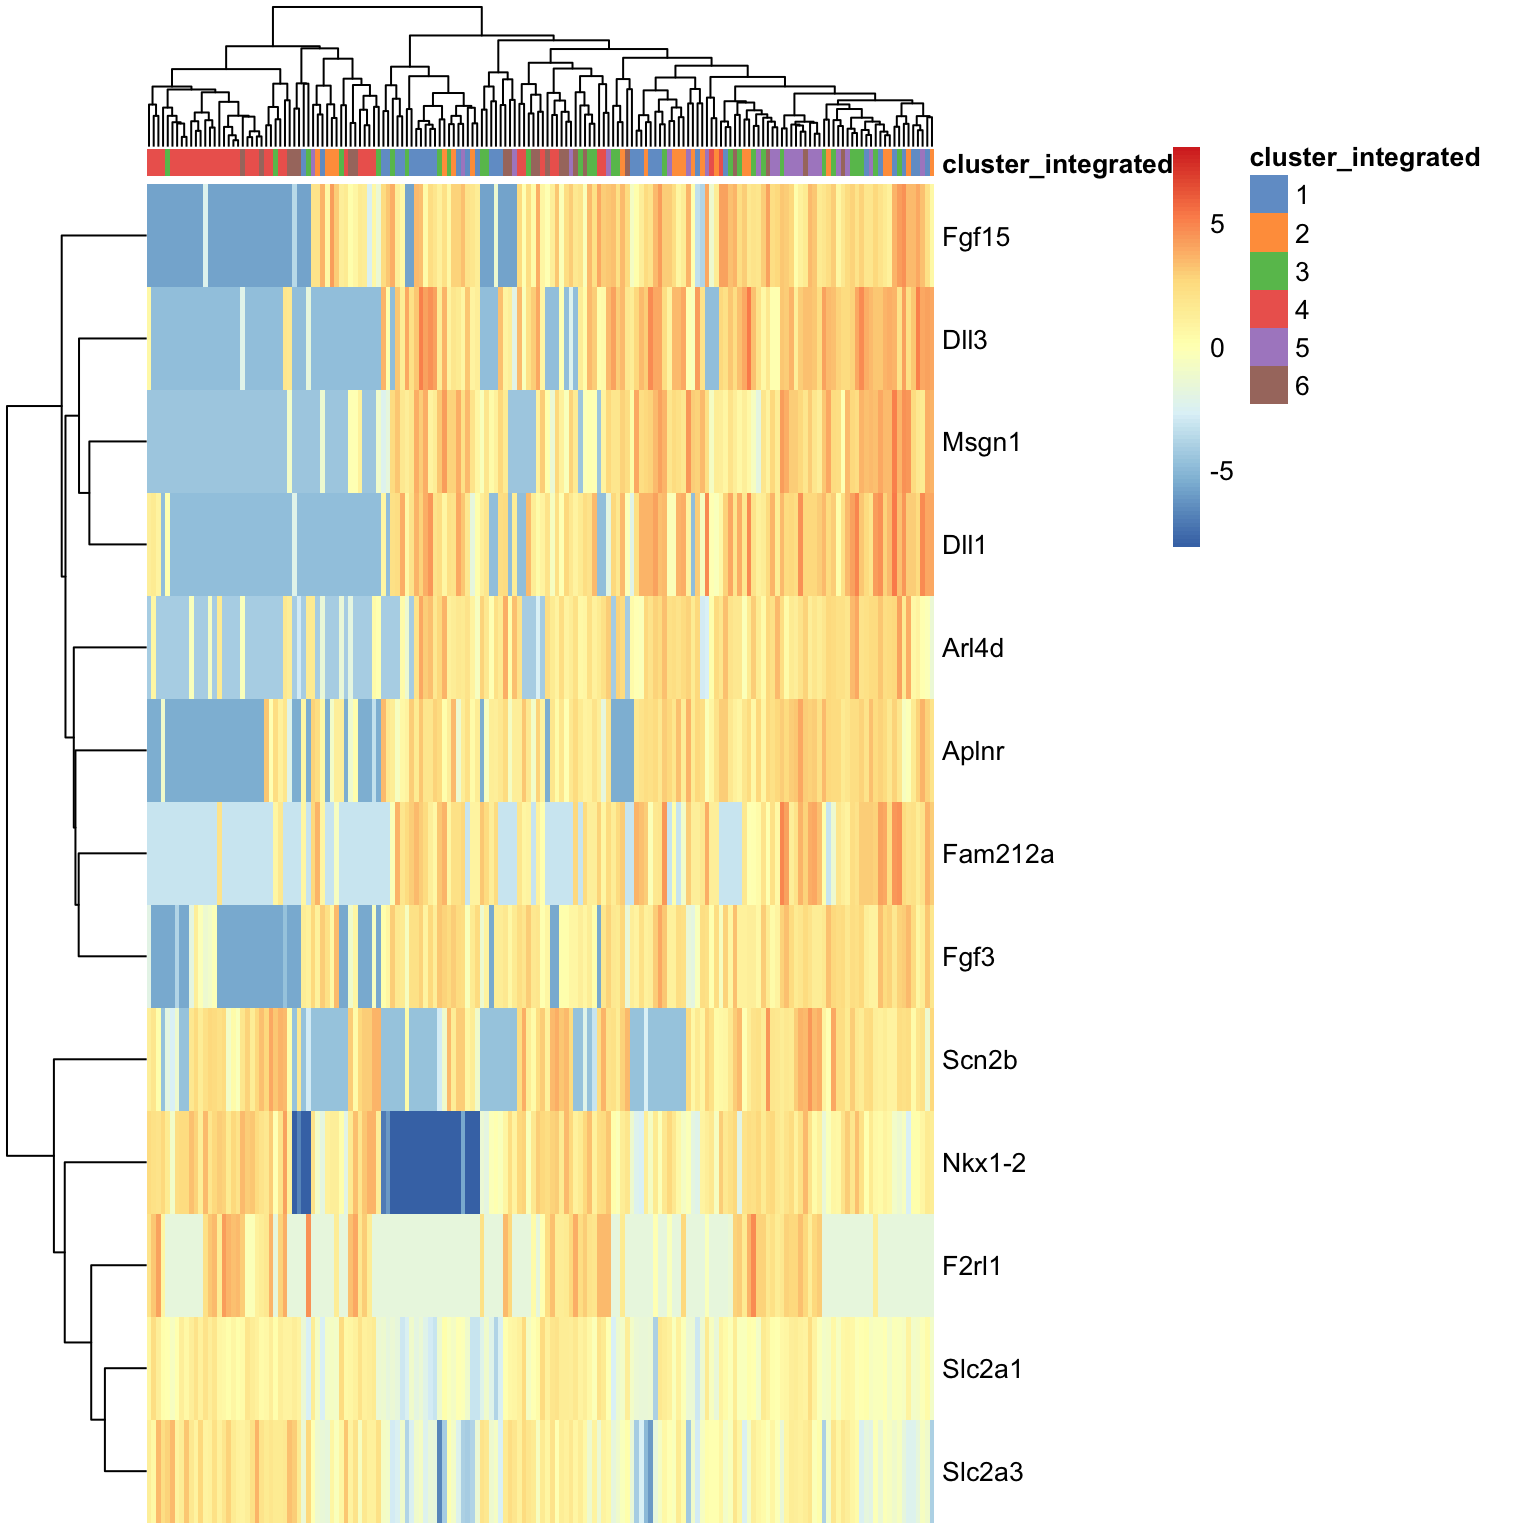 cluster_integrated
Fgf15
Dll3
Msgn1
Dll1
Arl4d
Aplnr
Fam212a
Fgf3
Scn2b
Nkx1-2
F2rl1
Slc2a1
Slc2a3
5
0
-5
cluster_integrated
1
2
3
4
5
6